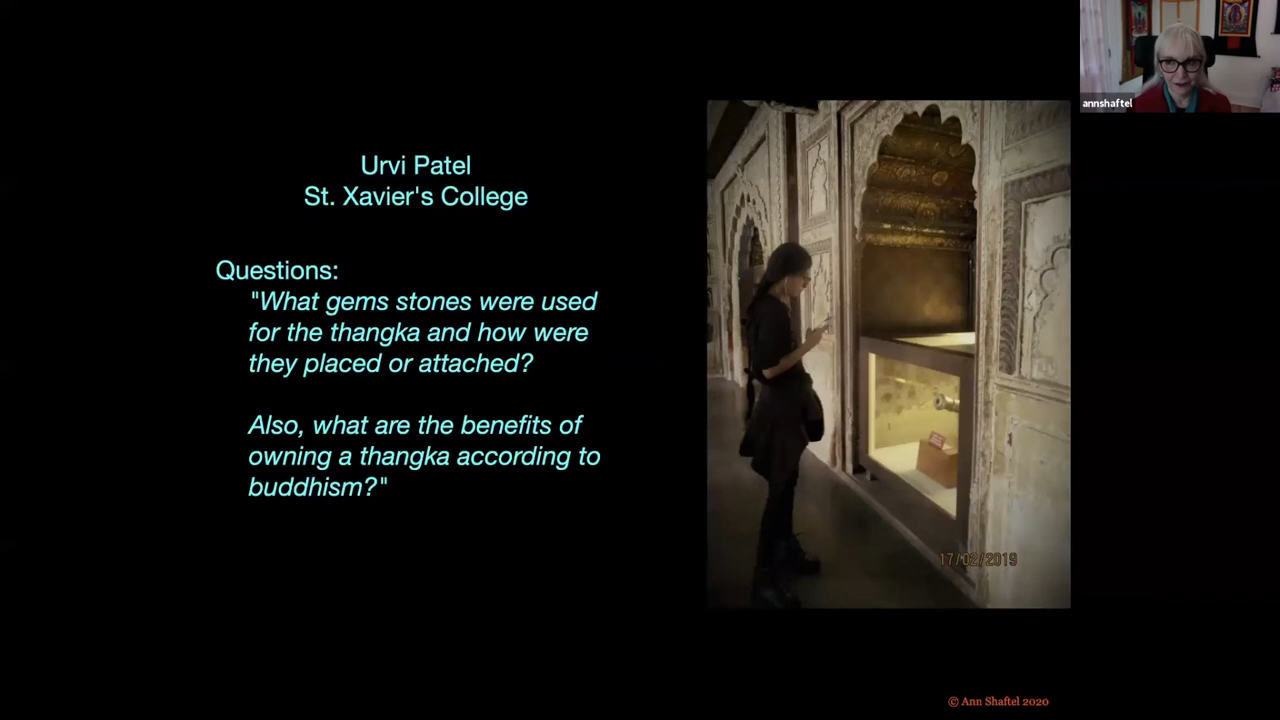 annshaftel
Urvi Patel
St. Xavier's College
Questions:
"What gems stones were used
for the thangka and how were
they placed or attached?
Also, what are the benefits of
owning a thangka according to
buddhism?"
17/02/2019
© Ann Shaftel 2020